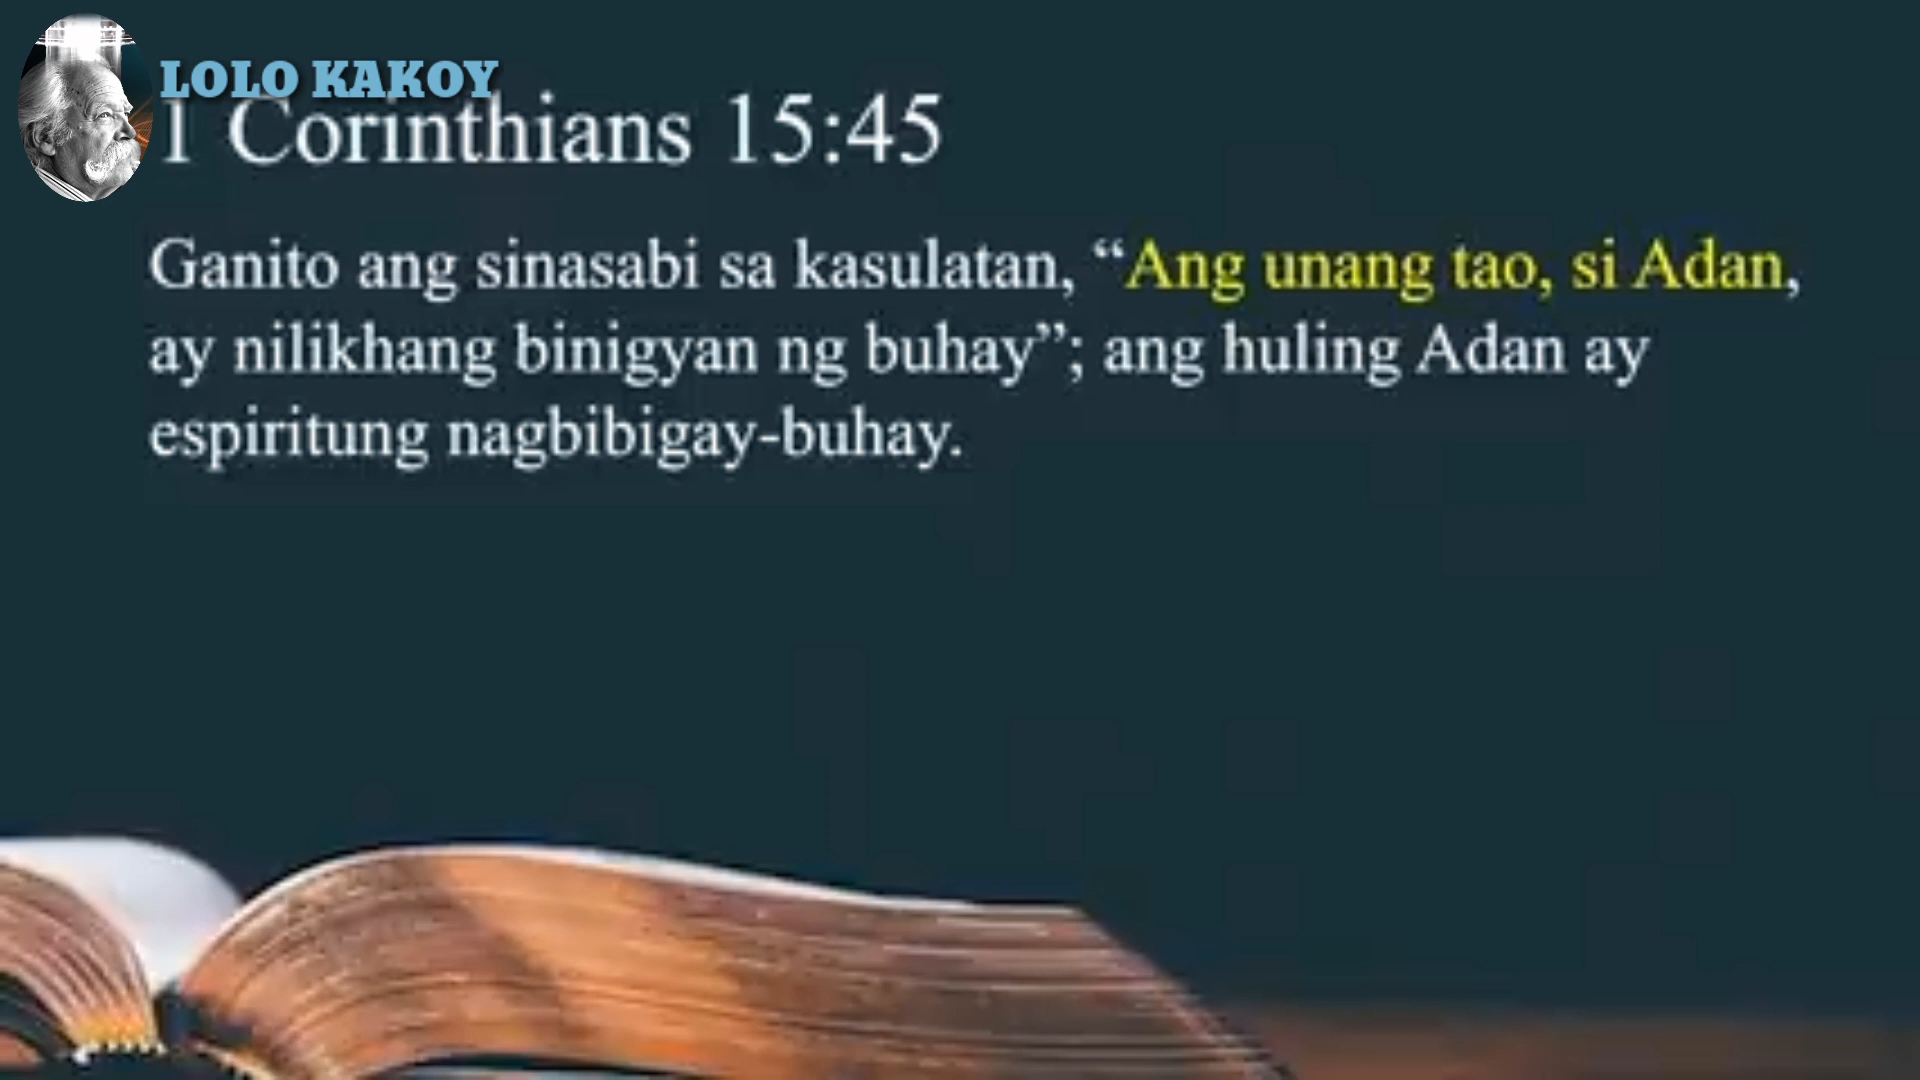 LOLO KAKOY
1 Corinthians 15:45
Ganito ang sinasabi sa kasulatan, “Ang unang tao, si Adan,
ay nilikhang binigyan ng buhay”; ang huling Adan ay
espiritung nagbibigay-buhay.